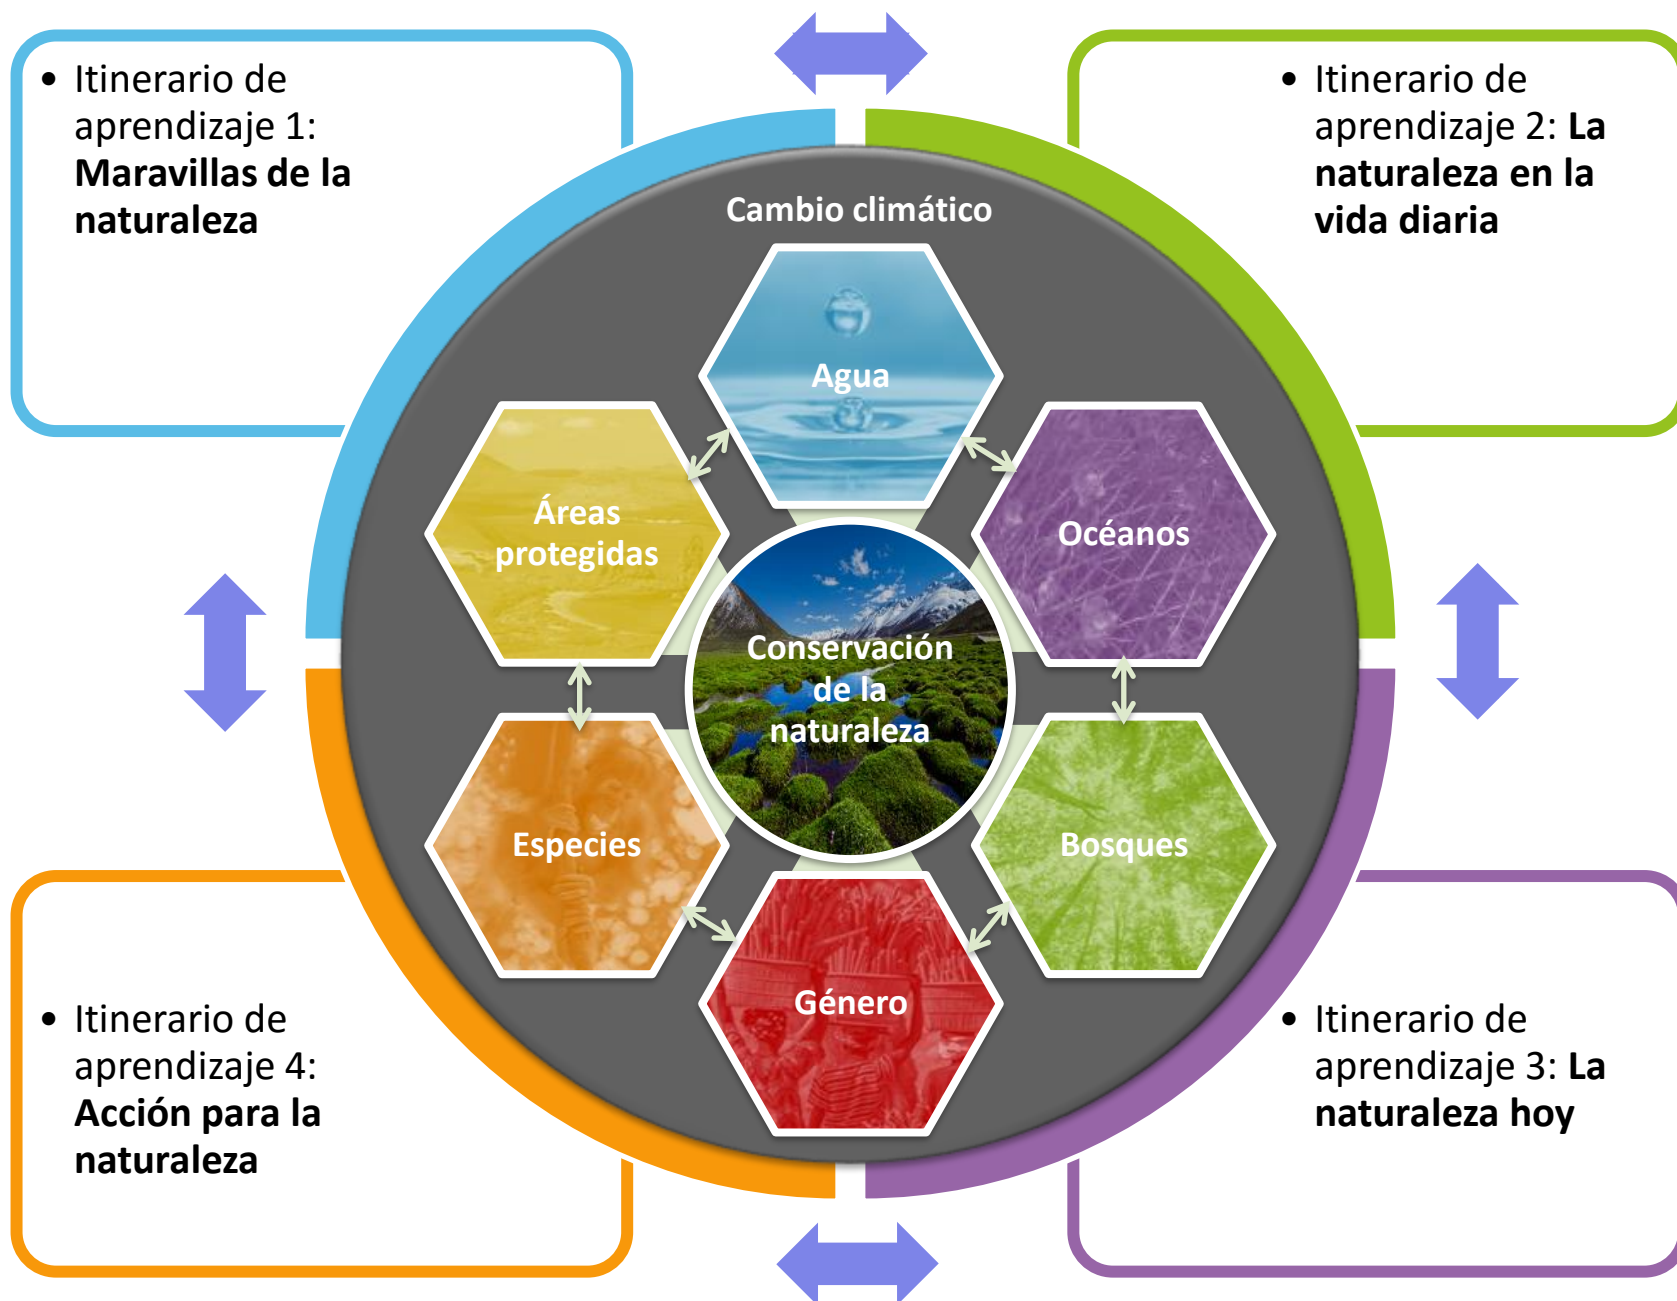 • Itinerario de
aprendizaje 1:
Maravillas de la
naturaleza
• Itinerario de
aprendizaje 2: La
naturaleza en la
vida diaria
Cambio climático
Agua
Áreas
protegidas
Océanos
Conservación
de la
naturaleza
Especies
Bosques
Género
• Itinerario de
aprendizaje 4:
Acción para la
naturaleza
• Itinerario de
aprendizaje 3: La
naturaleza hoy